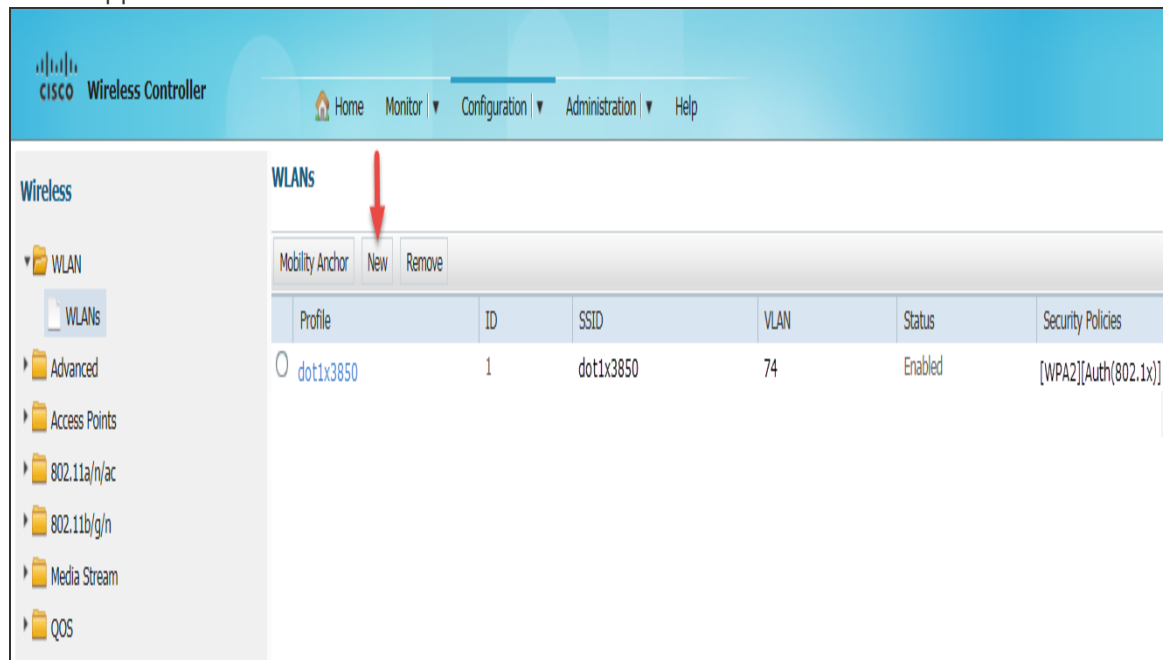 CISCO Wireless Controller
Home Monitor Configuration Administration Help
Wireless
WLAN
WLANs
Advanced
Access Points
802.11a/n/ac
802.11b/g/n
Media Stream
QOS
WLANs
Mobility Anchor New Remove
Profile ID SSID VLAN Status Security Policies
dot1x3850 1 dot1x3850 74 Enabled [WPA2][Auth(802.1x)]